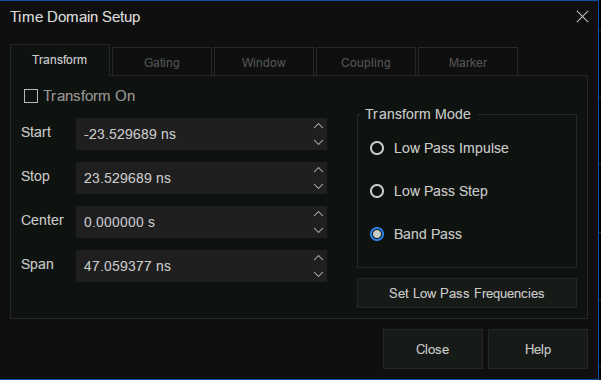 Time Domain Setup
Transform Gating Window Coupling Marker
Transform On
Start -23.529689 ns
Stop 23.529689 ns
Center 0.000000 s
Span 47.059377 ns
Transform Mode
Low Pass Impulse
Low Pass Step
Band Pass
Set Low Pass Frequencies
Close Help